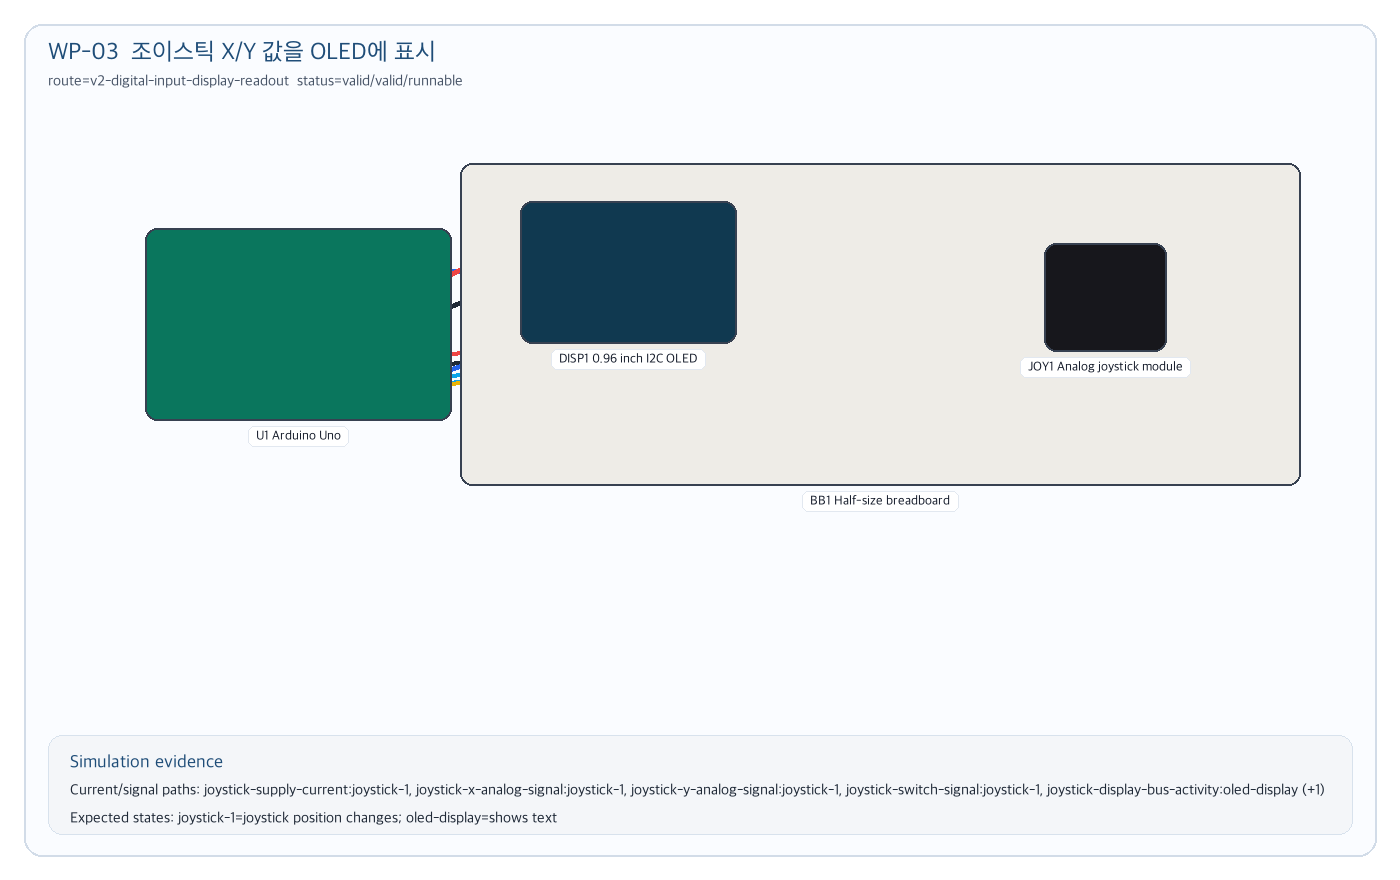 WP-03 조이스틱 X/Y 값을 OLED에 표시
route=v2-digital-input-display-readout status=valid/valid/runnable
DISP1 0.96 inch I2C OLED
JOY1 Analog joystick module
U1 Arduino Uno
BB1 Half-size breadboard
Simulation evidence
Current/signal paths: joystick-supply-current:joystick-1, joystick-x-analog-signal:joystick-1, joystick-y-analog-signal:joystick-1, joystick-switch-signal:joystick-1, joystick-display-bus-activity:oled-display (+1)
Expected states: joystick-1=joystick position changes; oled-display=shows text